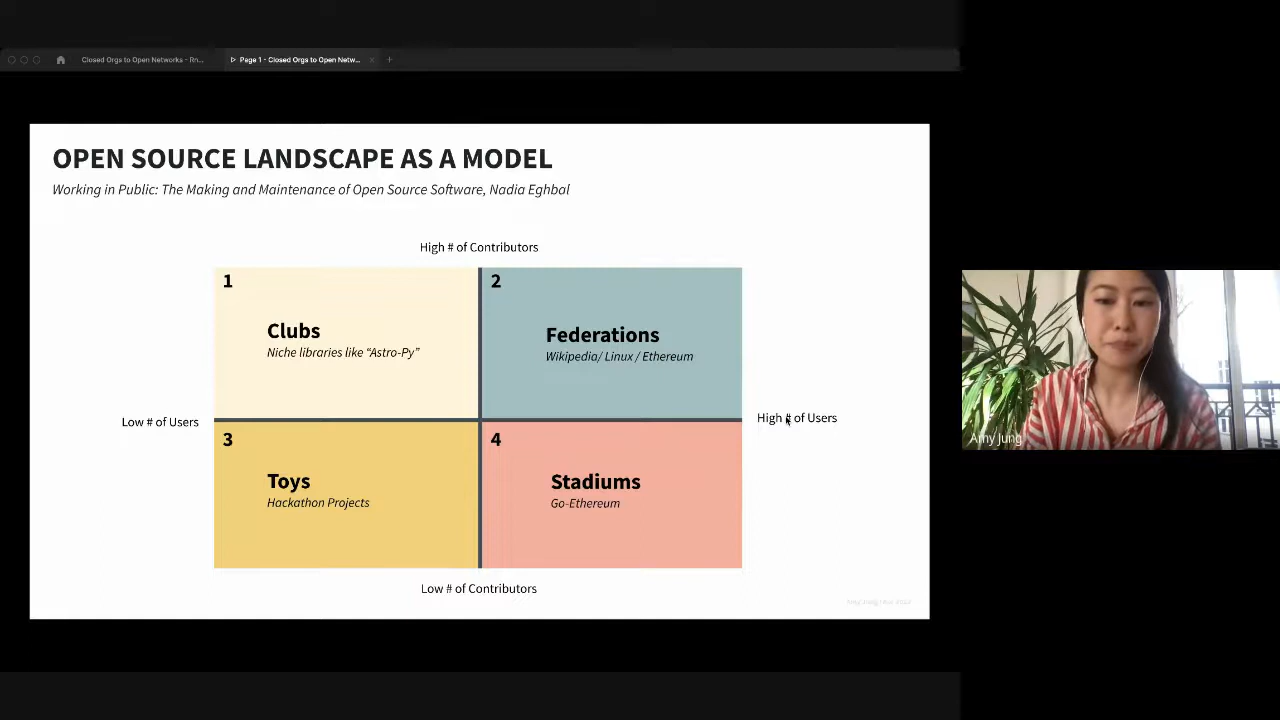 Closed Orgs to Open Networks - Rn...
Page 1 - Closed Orgs to Open Netw...
OPEN SOURCE LANDSCAPE AS A MODEL
Working in Public: The Making and Maintenance of Open Source Software, Nadia Eghbal
High # of Contributors
1
Clubs
Niche libraries like “Astro-Py”
2
Federations
Wikipedia/ Linux / Ethereum
Low # of Users
High # of Users
3
Toys
Hackathon Projects
4
Stadiums
Go-Ethereum
Low # of Contributors
Amy Jung